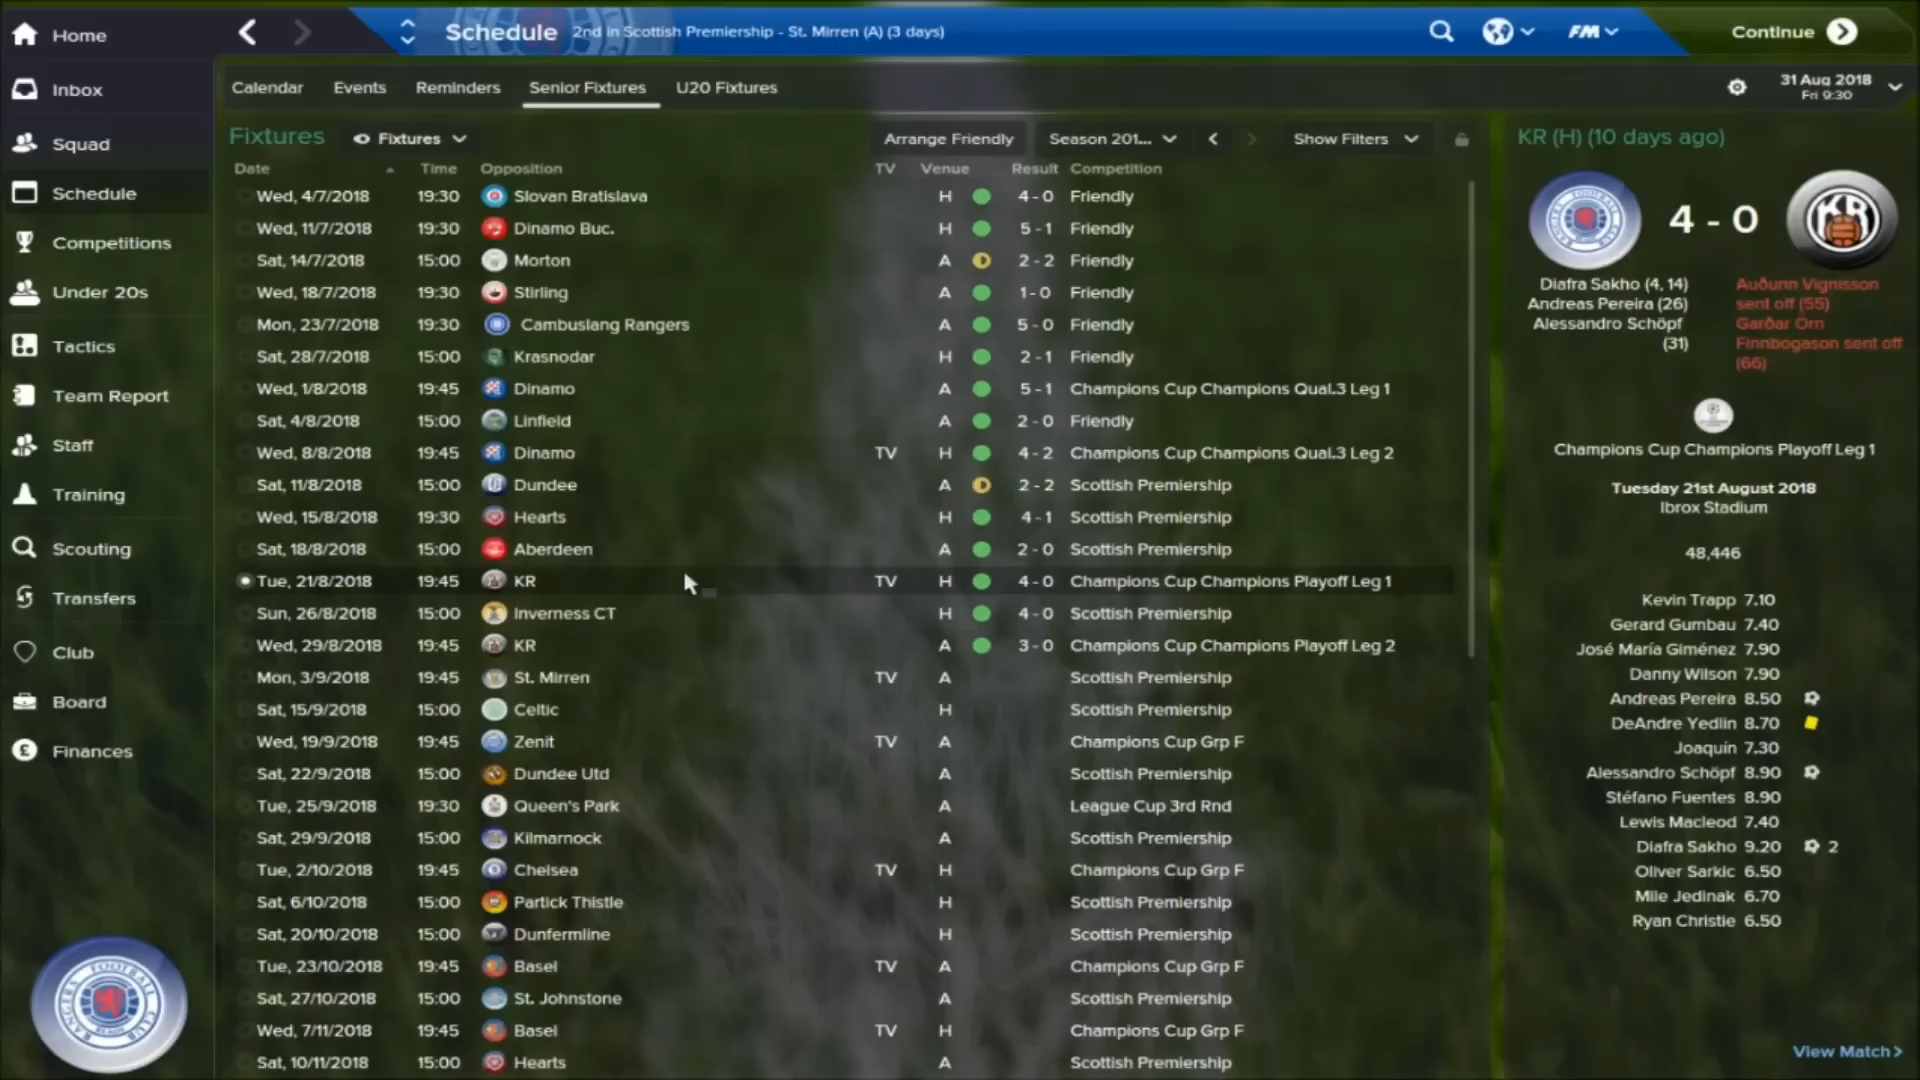 Home
Inbox
Squad
Schedule
Competitions
Under 20s
Tactics
Team Report
Staff
Training
Scouting
Transfers
Club
Board
Finances
Schedule 2nd in Scottish Premiership - St. Mirren (A) (3 days)
FM
Continue
Calendar Events Reminders Senior Fixtures U20 Fixtures
31 Aug 2018
Fri 9:30
Fixtures Fixtures Arrange Friendly Season 201... Show Filters
Date Time Opposition TV Venue Result Competition
Wed, 4/7/2018 19:30 Slovan Bratislava H 4 - 0 Friendly
Wed, 11/7/2018 19:30 Dinamo Buc. H 5 - 1 Friendly
Sat, 14/7/2018 15:00 Morton A 2 - 2 Friendly
Wed, 18/7/2018 19:30 Stirling A 1 - 0 Friendly
Mon, 23/7/2018 19:30 Cambuslang Rangers A 5 - 0 Friendly
Sat, 28/7/2018 15:00 Krasnodar H 2 - 1 Friendly
Wed, 1/8/2018 19:45 Dinamo A 5 - 1 Champions Cup Champions Qual.3 Leg 1
Sat, 4/8/2018 15:00 Linfield A 2 - 0 Friendly
Wed, 8/8/2018 19:45 Dinamo TV H 4 - 2 Champions Cup Champions Qual.3 Leg 2
Sat, 11/8/2018 15:00 Dundee A 2 - 2 Scottish Premiership
Wed, 15/8/2018 19:30 Hearts H 4 - 1 Scottish Premiership
Sat, 18/8/2018 15:00 Aberdeen A 2 - 0 Scottish Premiership
Tue, 21/8/2018 19:45 KR TV H 4 - 0 Champions Cup Champions Playoff Leg 1
Sun, 26/8/2018 15:00 Inverness CT H 4 - 0 Scottish Premiership
Wed, 29/8/2018 19:45 KR A 3 - 0 Champions Cup Champions Playoff Leg 2
Mon, 3/9/2018 19:45 St. Mirren TV A Scottish Premiership
Sat, 15/9/2018 15:00 Celtic H Scottish Premiership
Wed, 19/9/2018 19:45 Zenit TV A Champions Cup Grp F
Sat, 22/9/2018 15:00 Dundee Utd A Scottish Premiership
Tue, 25/9/2018 19:30 Queen's Park A League Cup 3rd Rnd
Sat, 29/9/2018 15:00 Kilmarnock A Scottish Premiership
Tue, 2/10/2018 19:45 Chelsea TV H Champions Cup Grp F
Sat, 6/10/2018 15:00 Partick Thistle H Scottish Premiership
Sat, 20/10/2018 15:00 Dunfermline H Scottish Premiership
Tue, 23/10/2018 19:45 Basel TV A Champions Cup Grp F
Sat, 27/10/2018 15:00 St. Johnstone A Scottish Premiership
Wed, 7/11/2018 19:45 Basel TV H Champions Cup Grp F
Sat, 10/11/2018 15:00 Hearts A Scottish Premiership
KR (H) (10 days ago)
4 - 0
KR
Diafra Sakho (4, 14)
Andreas Pereira (26)
Alessandro Schöpf
(31)
Auðunn Vignisson
sent off (55)
Garðar Örn
Finnbogason sent off
(66)
Champions Cup Champions Playoff Leg 1
Tuesday 21st August 2018
Ibrox Stadium
48,446
Kevin Trapp 7.10
Gerard Gumbau 7.40
José María Giménez 7.90
Danny Wilson 7.90
Andreas Pereira 8.50
DeAndre Yedlin 8.70
Joaquín 7.30
Alessandro Schöpf 8.90
Stéfano Fuentes 8.90
Lewis Macleod 7.40
Diafra Sakho 9.20 2
Oliver Sarkic 6.50
Mile Jedinak 6.70
Ryan Christie 6.50
View Match >
RANGERS FOOTBALL CLUB
READY